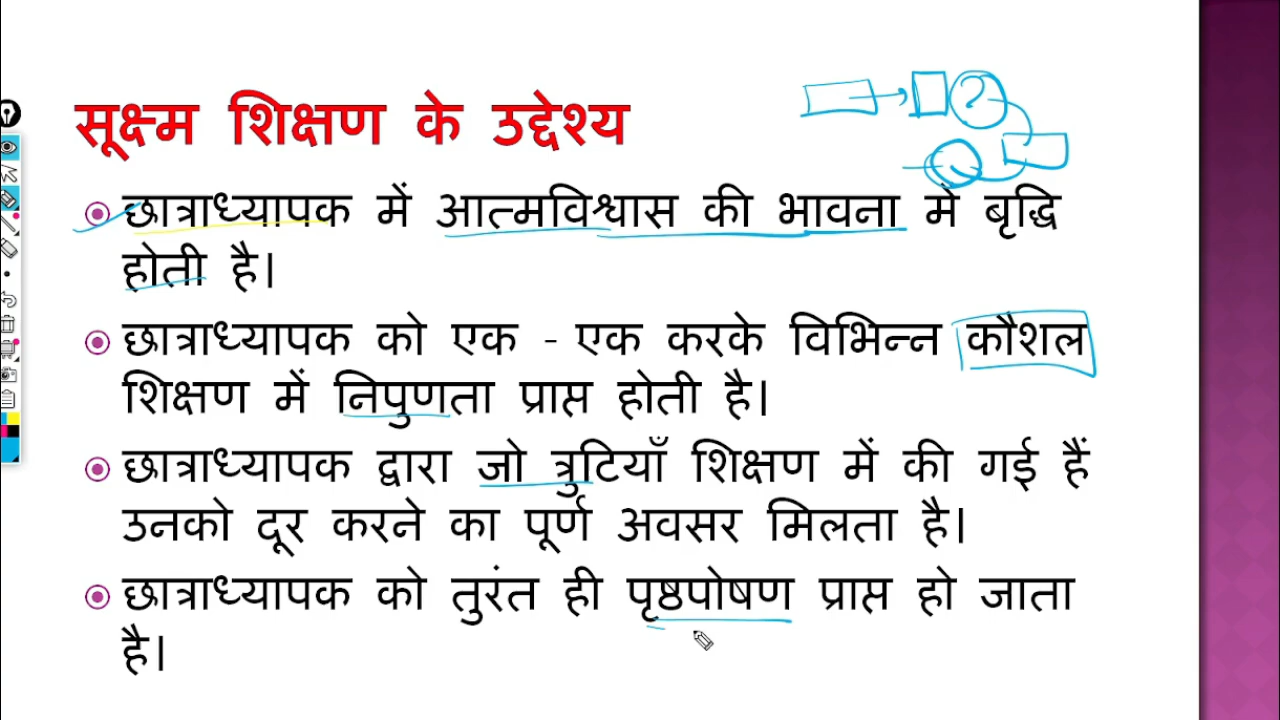 सूक्ष्म शिक्षण के उद्देश्य
छात्राध्यापक में आत्मविश्वास की भावना मे बृद्धि
होती है।
छात्राध्यापक को एक - एक करके विभिन्न कौशल
शिक्षण में निपुणता प्राप्त होती है।
छात्राध्यापक द्वारा जो त्रुटियाँ शिक्षण में की गई हैं
उनको दूर करने का पूर्ण अवसर मिलता है।
छात्राध्यापक को तुरंत ही पृष्ठपोषण प्राप्त हो जाता
है।